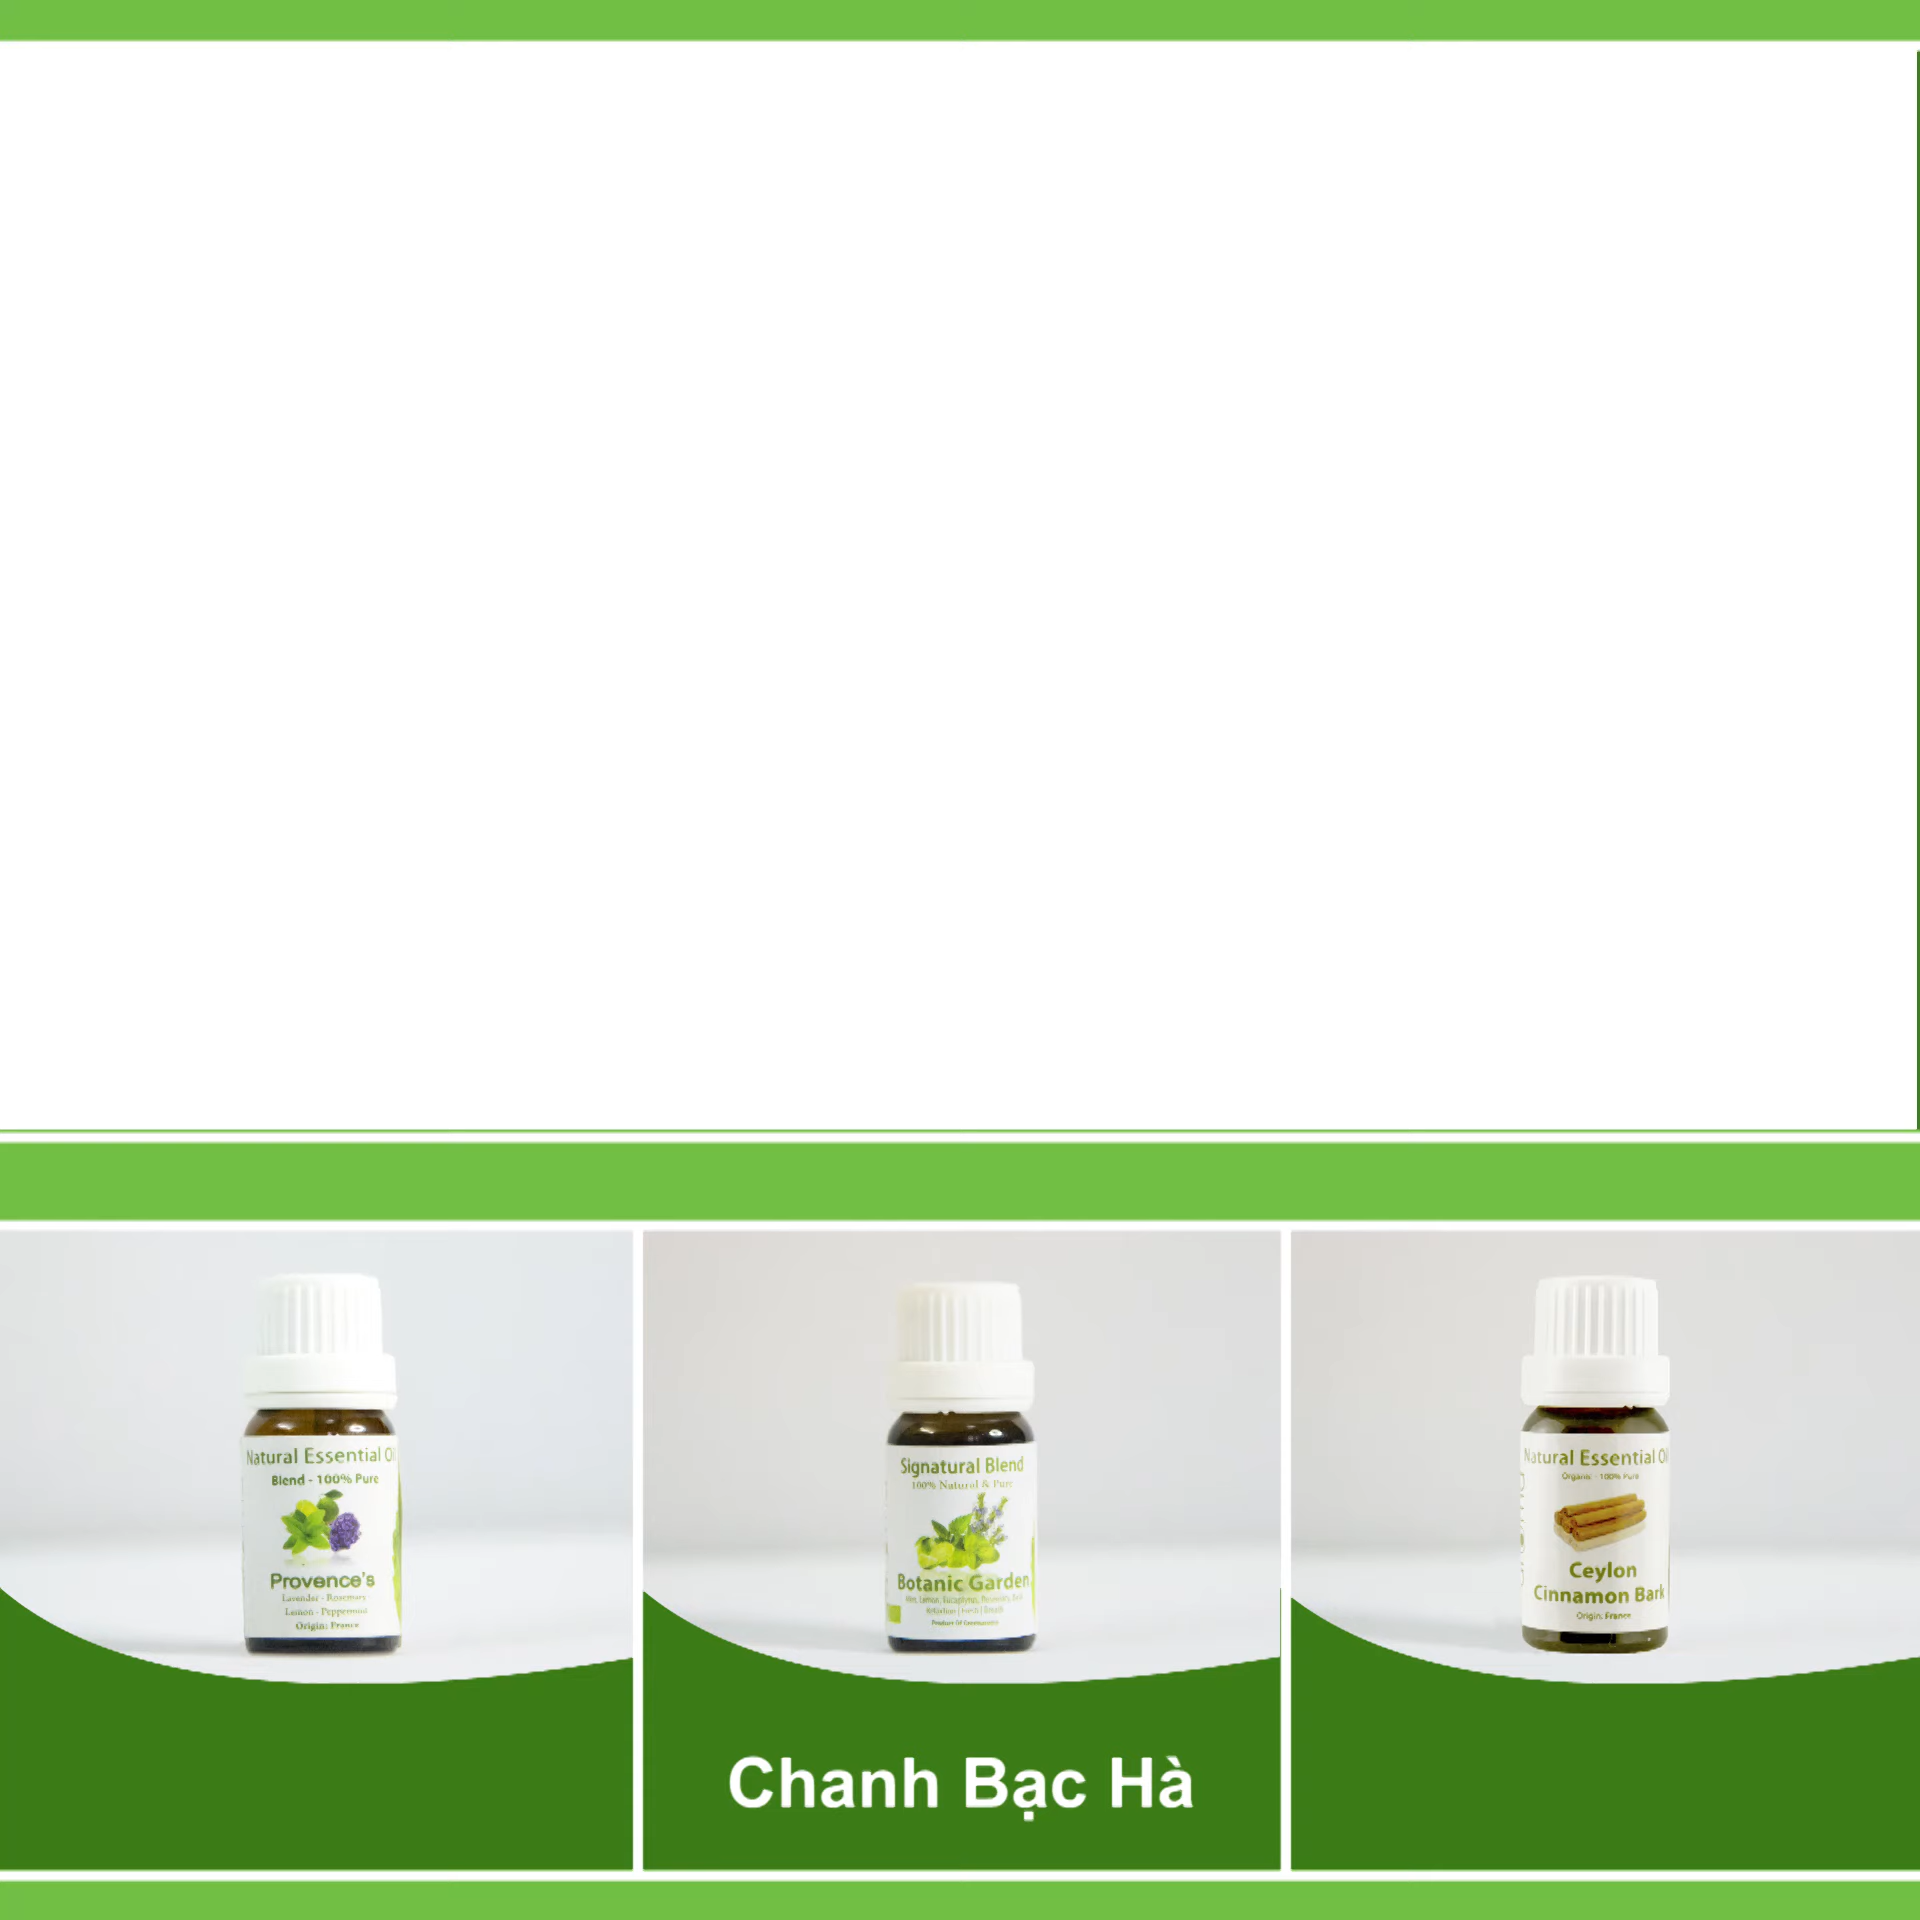 Natural Essential Oil
Blend - 100% Pure
Provence's
Lavender - Rosemary
Lemon - Peppermint
Origin: France
Signatural Blend
100% Natural & Pure
Botanic Garden
Natural Essential Oil
Organic - 100% Pure
Ceylon
Cinnamon Bark
Origin: France
Chanh Bạc Hà